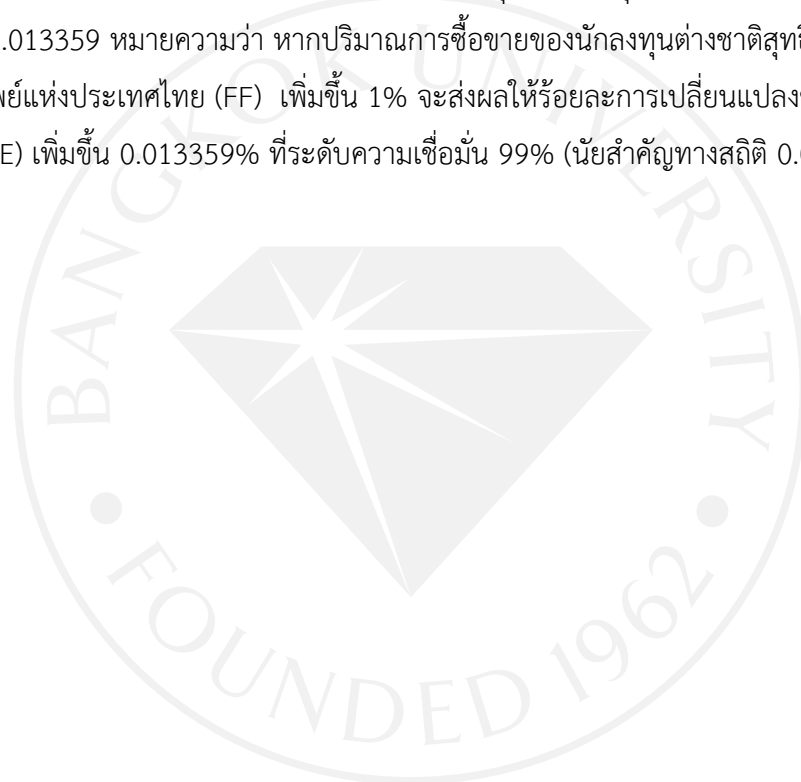 .013359 หมายความว่า หากปริมาณการซื้อขายของนักลงทุนต่างชาติสุทธิ
แห่งประเทศไทย (FF) เพิ่มขึ้น 1% จะส่งผลให้ร้อยละการเปลี่ยนแปลง
E) เพิ่มขึ้น 0.013359% ที่ระดับความเชื่อมั่น 99% (นัยสำคัญทางสถิติ 0.
BANGKOK UNIVERSITY
FOUNDED 1962